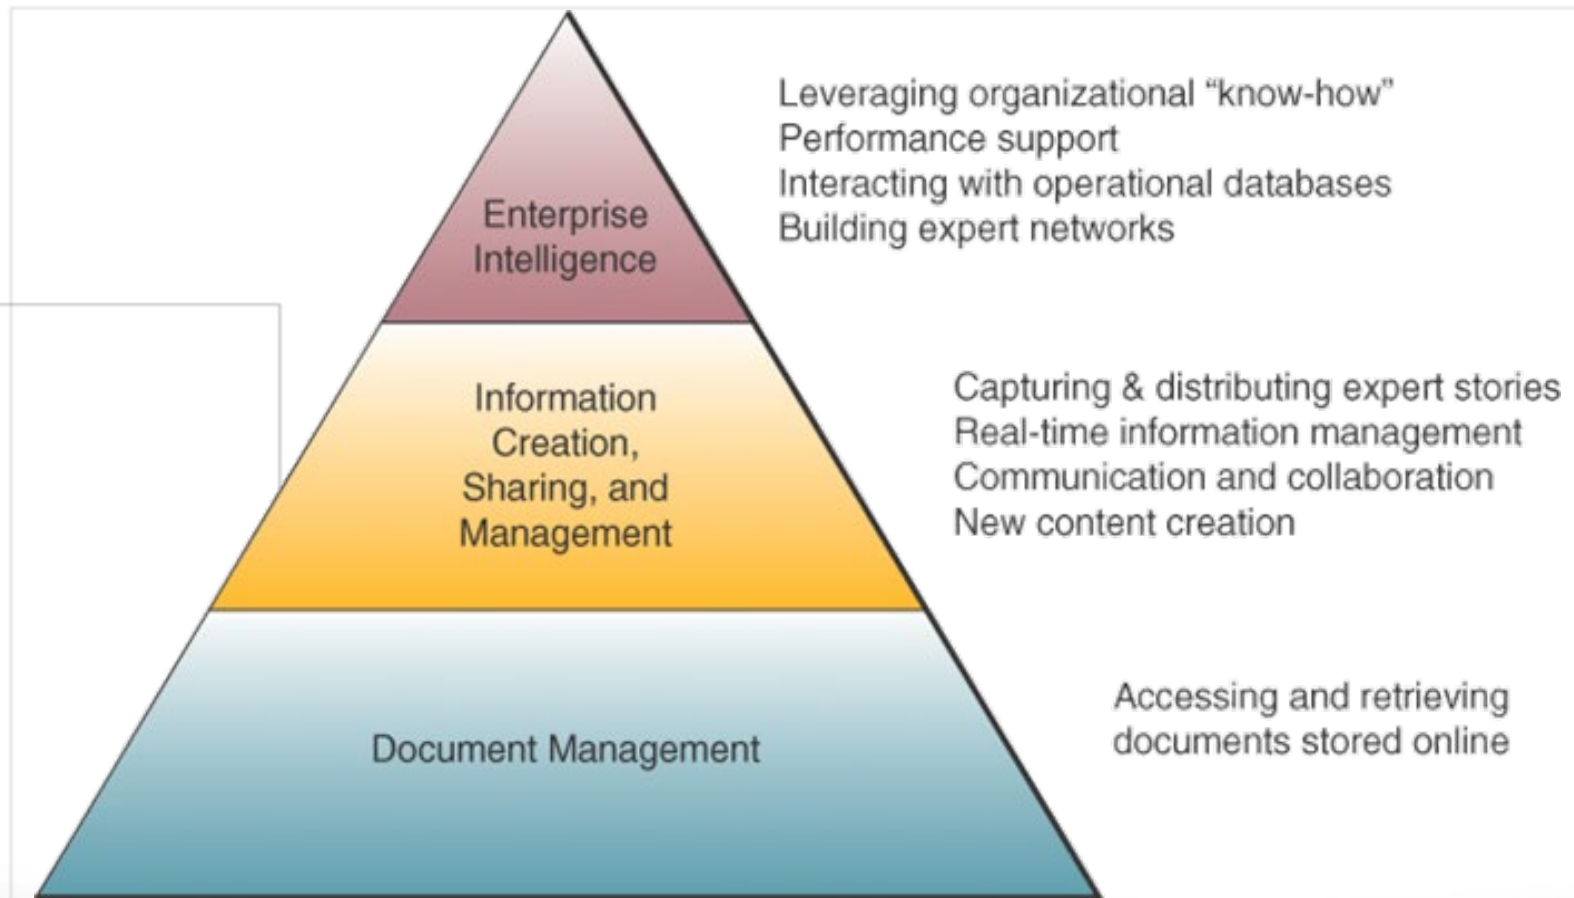 Enterprise
Intelligence
Leveraging organizational “know-how”
Performance support
Interacting with operational databases
Building expert networks
Information
Creation,
Sharing, and
Management
Capturing & distributing expert stories
Real-time information management
Communication and collaboration
New content creation
Document Management
Accessing and retrieving
documents stored online